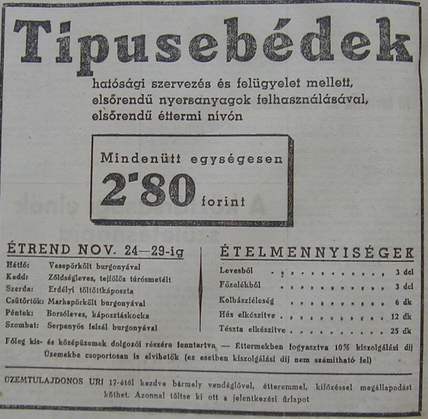 Tipusebédek
hatósági szervezés és felügyelet mellett,
elsőrendű nyersanyagok felhasználásával,
elsőrendű éttermi nívón
Mindenütt egységesen
2·80 forint
ÉTREND NOV. 24—29-ig
Hétfő: Vesepörkölt burgonyával
Kedd: Zöldségleves, tejfölös túrósmetélt
Szerda: Erdélyi töltöttkáposzta
Csütörtök: Marhapörkölt burgonyával
Péntek: Borsóleves, káposztáskocka
Szombat: Serpenyős felsál burgonyával
ÉTELMENNYISÉGEK
Levesből . . . . . . . . . . 3 dcl
Főzelékből . . . . . . . . . . 3 dcl
Kolbászféleség . . . . . . . . . . 6 dk
Hús elkészítve . . . . . . . . . . 12 dk
Tészta elkészítve . . . . . . . . . . 25 dk
Főleg kis- és középüzemek dolgozói részére fenntartva. — Éttermekben fogyasztva 10% kiszolgálási díj
Üzemekbe csoportosan is elvihetők (ez esetben kiszolgálási díj nem számítható fel)
ÜZEMTULAJDONOS URI 17-étől kezdve bármely vendéglővel, étteremmel, kifőzéssel megállapodást
köthet. Azonnal töltse ki ott a jelentkezési űrlapot